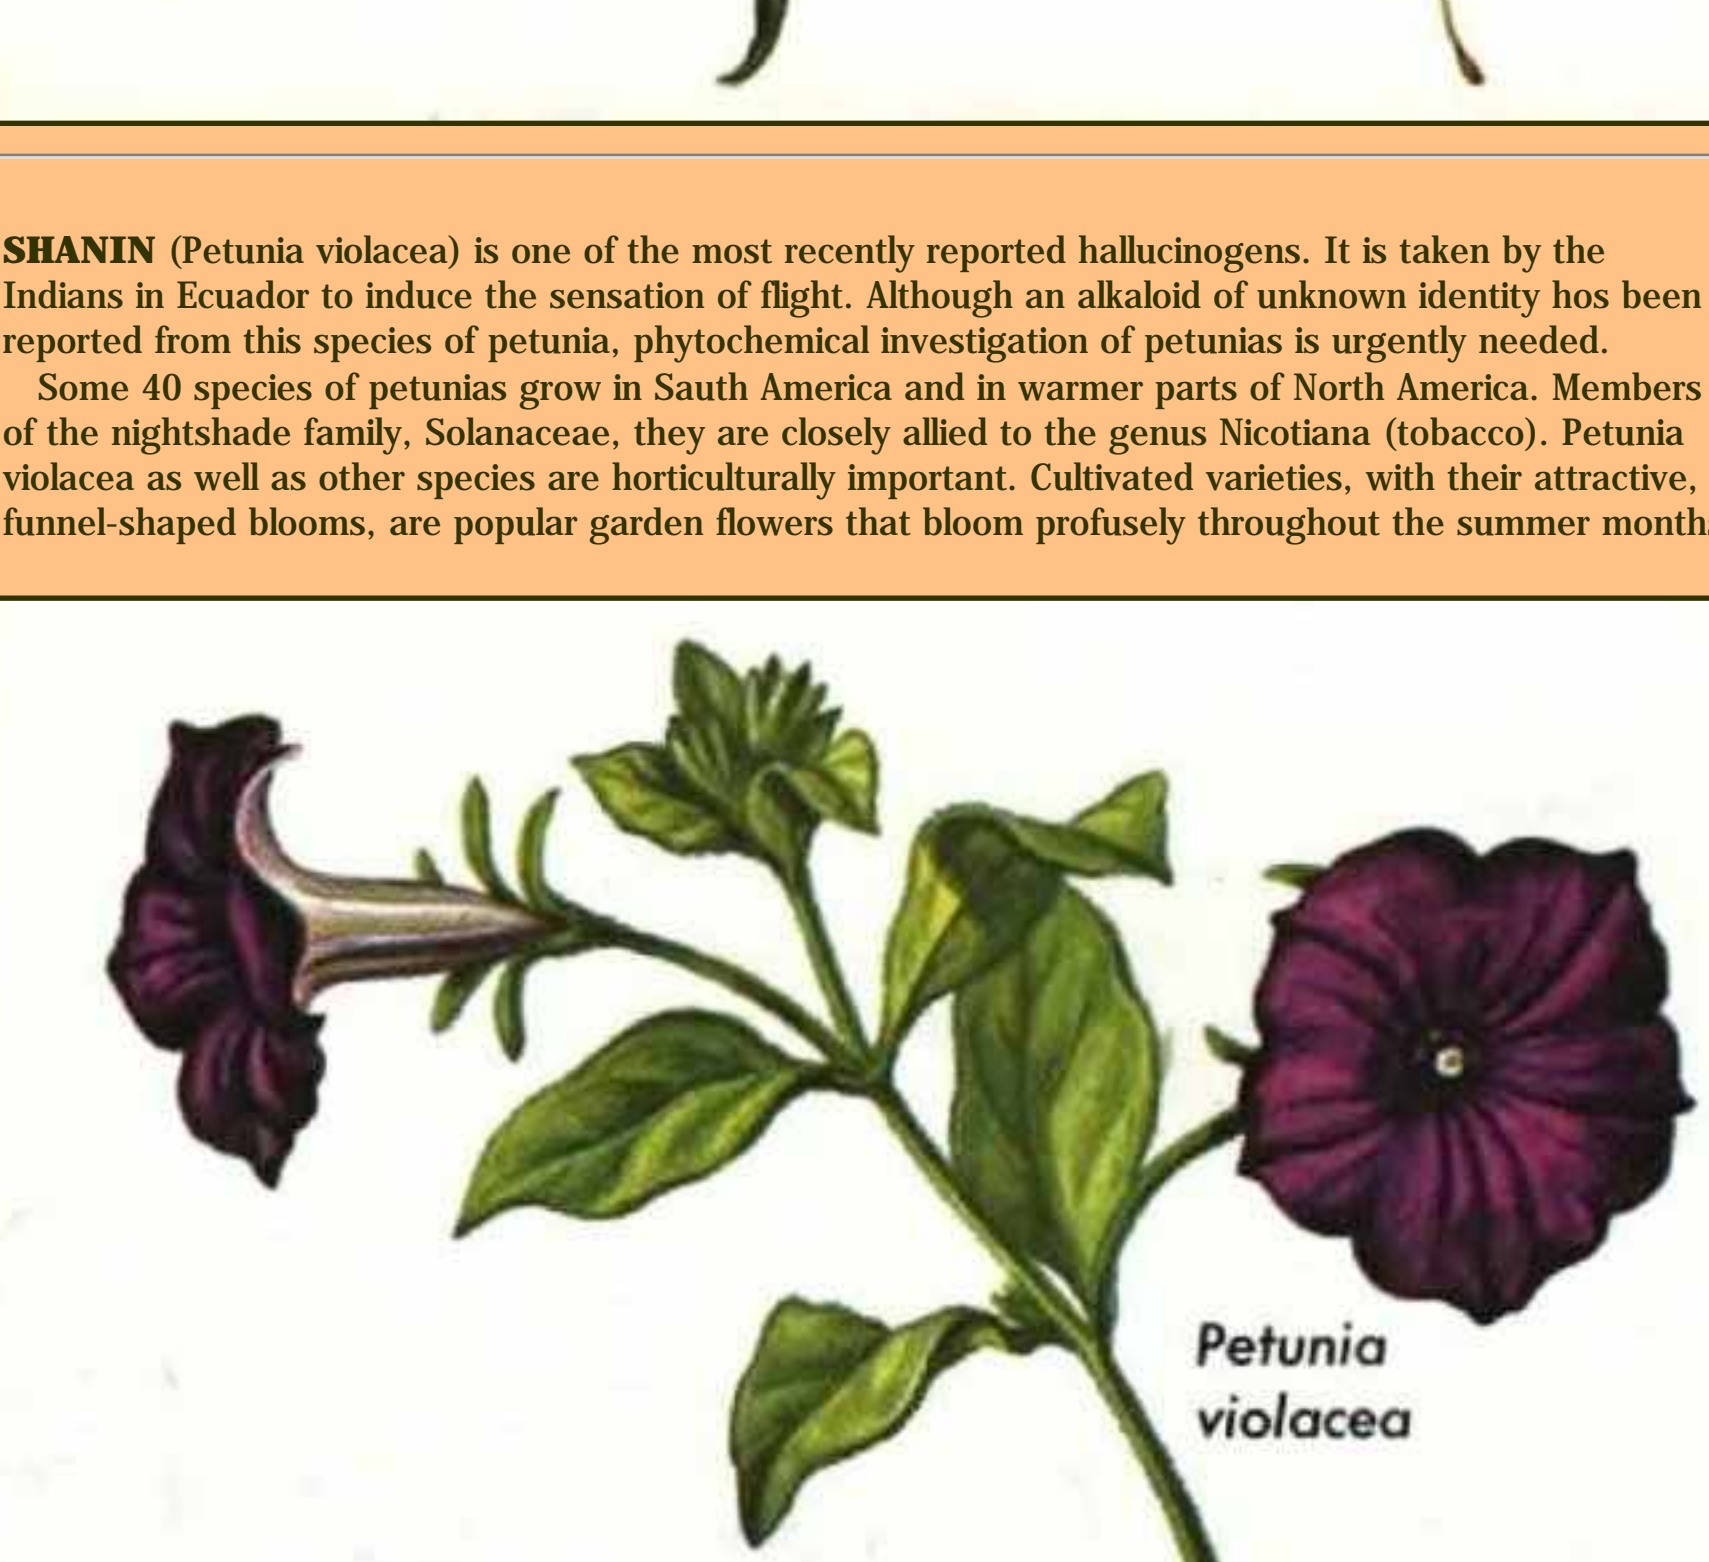 SHANIN (Petunia violacea) is one of the most recently reported hallucinogens. It is taken by the
Indians in Ecuador to induce the sensation of flight. Although an alkaloid of unknown identity hos been
reported from this species of petunia, phytochemical investigation of petunias is urgently needed.
Some 40 species of petunias grow in Sauth America and in warmer parts of North America. Members
of the nightshade family, Solanaceae, they are closely allied to the genus Nicotiana (tobacco). Petunia
violacea as well as other species are horticulturally important. Cultivated varieties, with their attractive,
funnel-shaped blooms, are popular garden flowers that bloom profusely throughout the summer months
Petunia
violacea